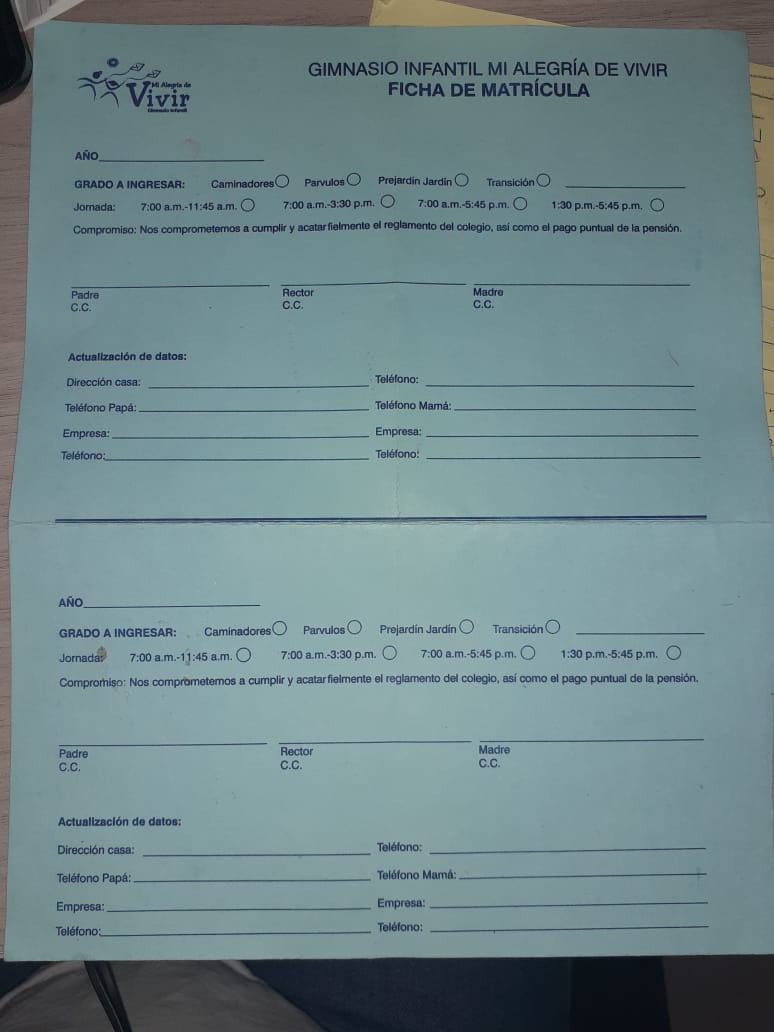 Mi Alegría de
Vivir
Gimnasio Infantil
GIMNASIO INFANTIL MI ALEGRÍA DE VIVIR
FICHA DE MATRÍCULA
AÑO
GRADO A INGRESAR: Caminadores Parvulos Prejardín Jardín Transición
Jornada: 7:00 a.m.-11:45 a.m. 7:00 a.m.-3:30 p.m. 7:00 a.m.-5:45 p.m. 1:30 p.m.-5:45 p.m.
Compromiso: Nos comprometemos a cumplir y acatar fielmente el reglamento del colegio, así como el pago puntual de la pensión.
Padre Rector Madre
C.C. C.C. C.C.
Actualización de datos:
Dirección casa: Teléfono:
Teléfono Papá: Teléfono Mamá:
Empresa: Empresa:
Teléfono: Teléfono:
AÑO
GRADO A INGRESAR: Caminadores Parvulos Prejardín Jardín Transición
Jornada: 7:00 a.m.-11:45 a.m. 7:00 a.m.-3:30 p.m. 7:00 a.m.-5:45 p.m. 1:30 p.m.-5:45 p.m.
Compromiso: Nos comprometemos a cumplir y acatar fielmente el reglamento del colegio, así como el pago puntual de la pensión.
Padre Rector Madre
C.C. C.C. C.C.
Actualización de datos:
Dirección casa: Teléfono:
Teléfono Papá: Teléfono Mamá:
Empresa: Empresa:
Teléfono: Teléfono: